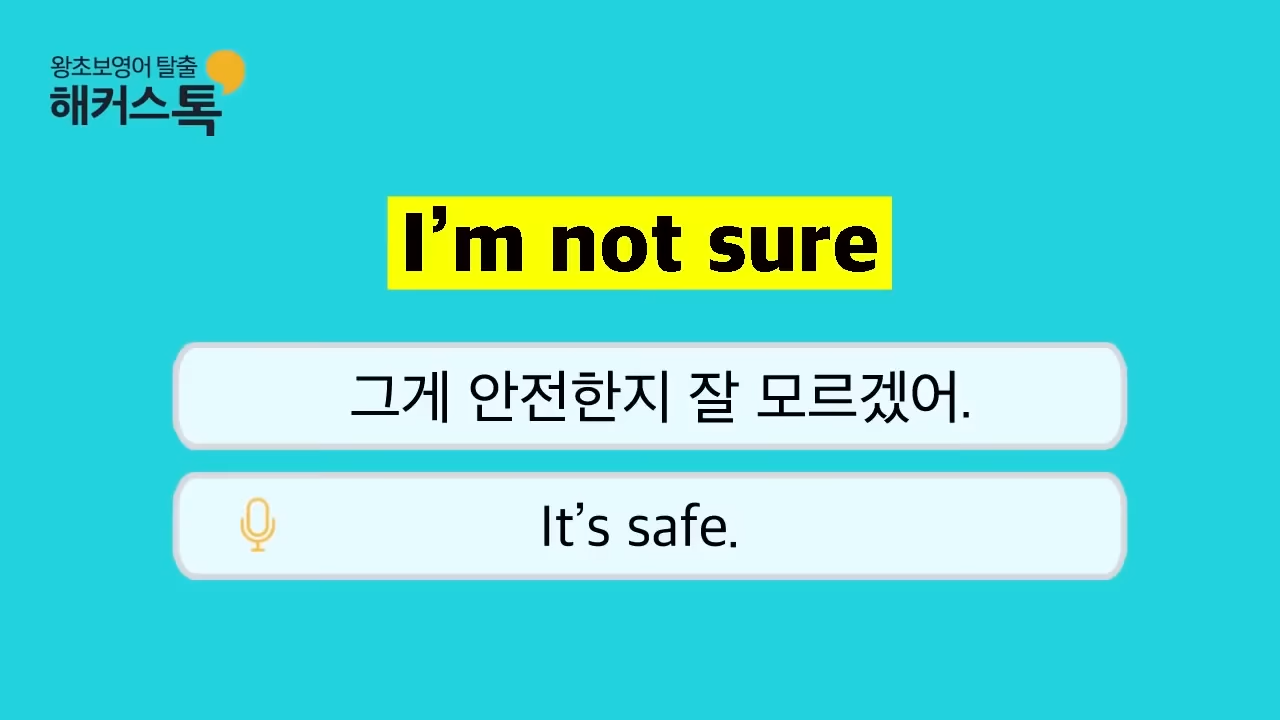 왕초보영어 탈출
해커스톡
I’m not sure
그게 안전한지 잘 모르겠어.
It’s safe.